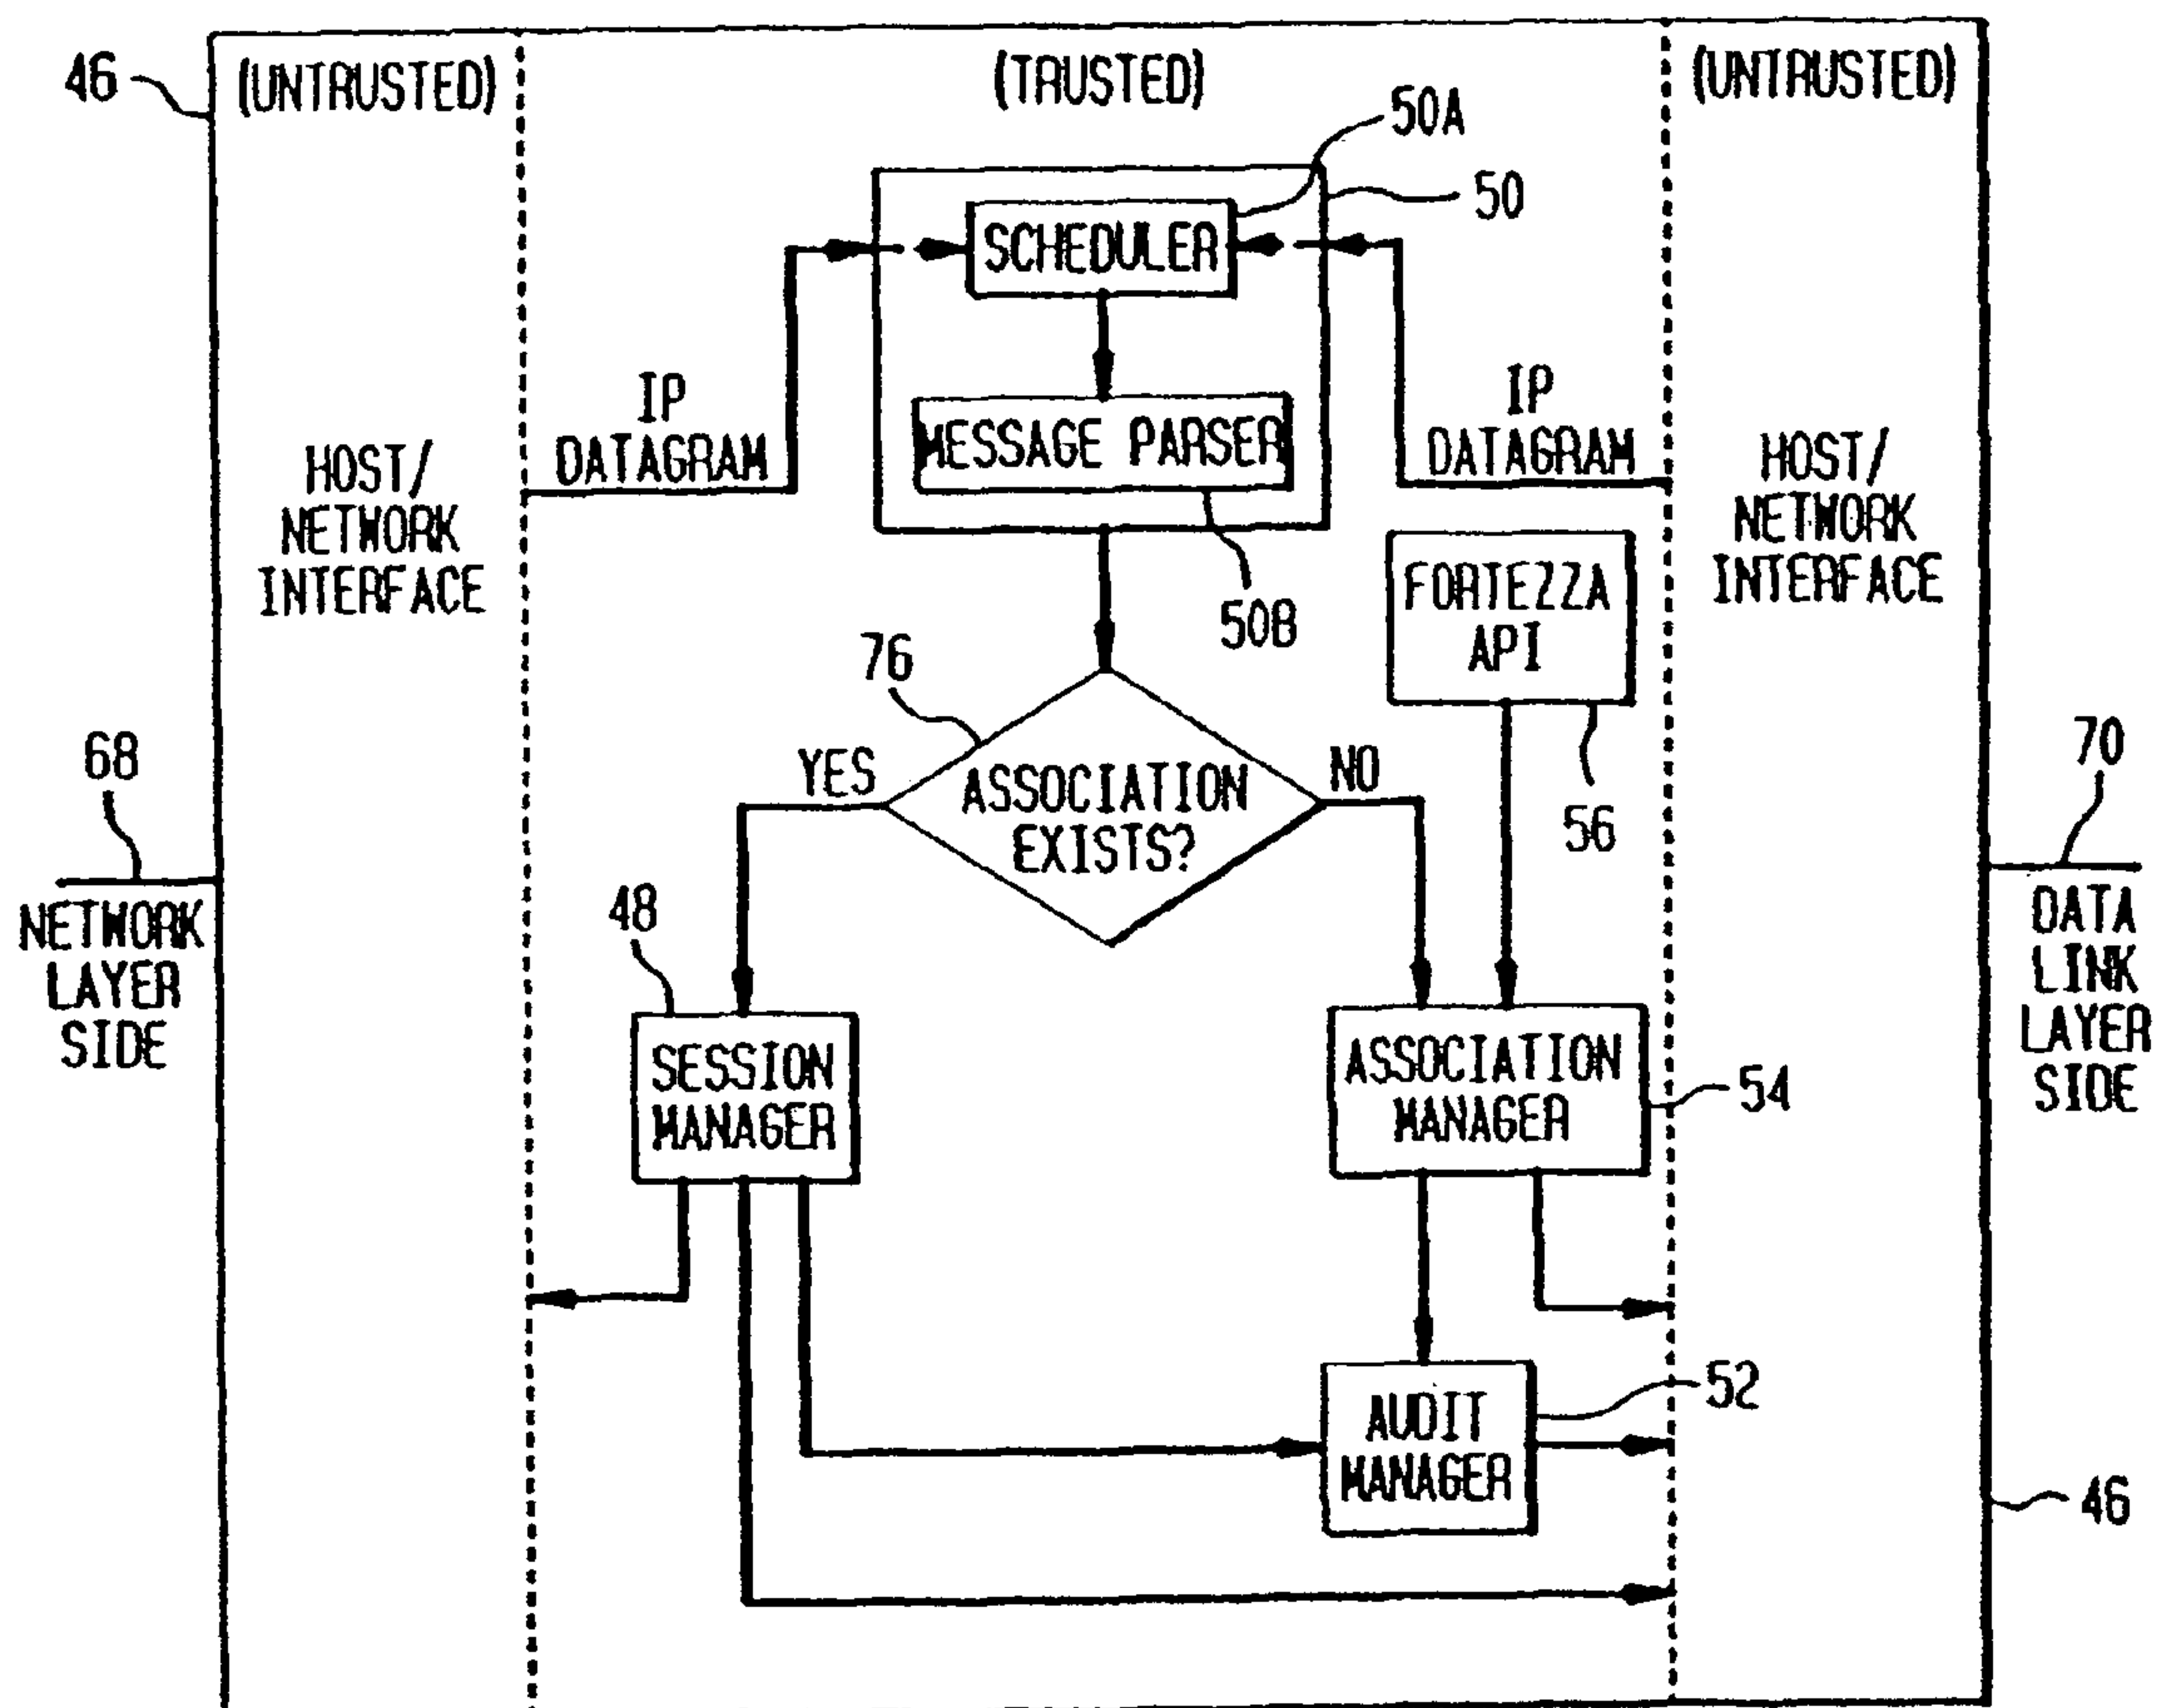 46
(UNTRUSTED)
(TRUSTED)
(UNTRUSTED)
50A
50
SCHEDULER
IP
DATAGRAM
MESSAGE PARSER
IP
DATAGRAM
HOST/
NETWORK
INTERFACE
HOST/
NETWORK
INTERFACE
50B
FORTEZZA
API
56
76
YES
ASSOCIATION
EXISTS?
NO
68
NETWORK
LAYER
SIDE
70
DATA
LINK
LAYER
SIDE
48
SESSION
MANAGER
ASSOCIATION
MANAGER
54
AUDIT
MANAGER
52
46